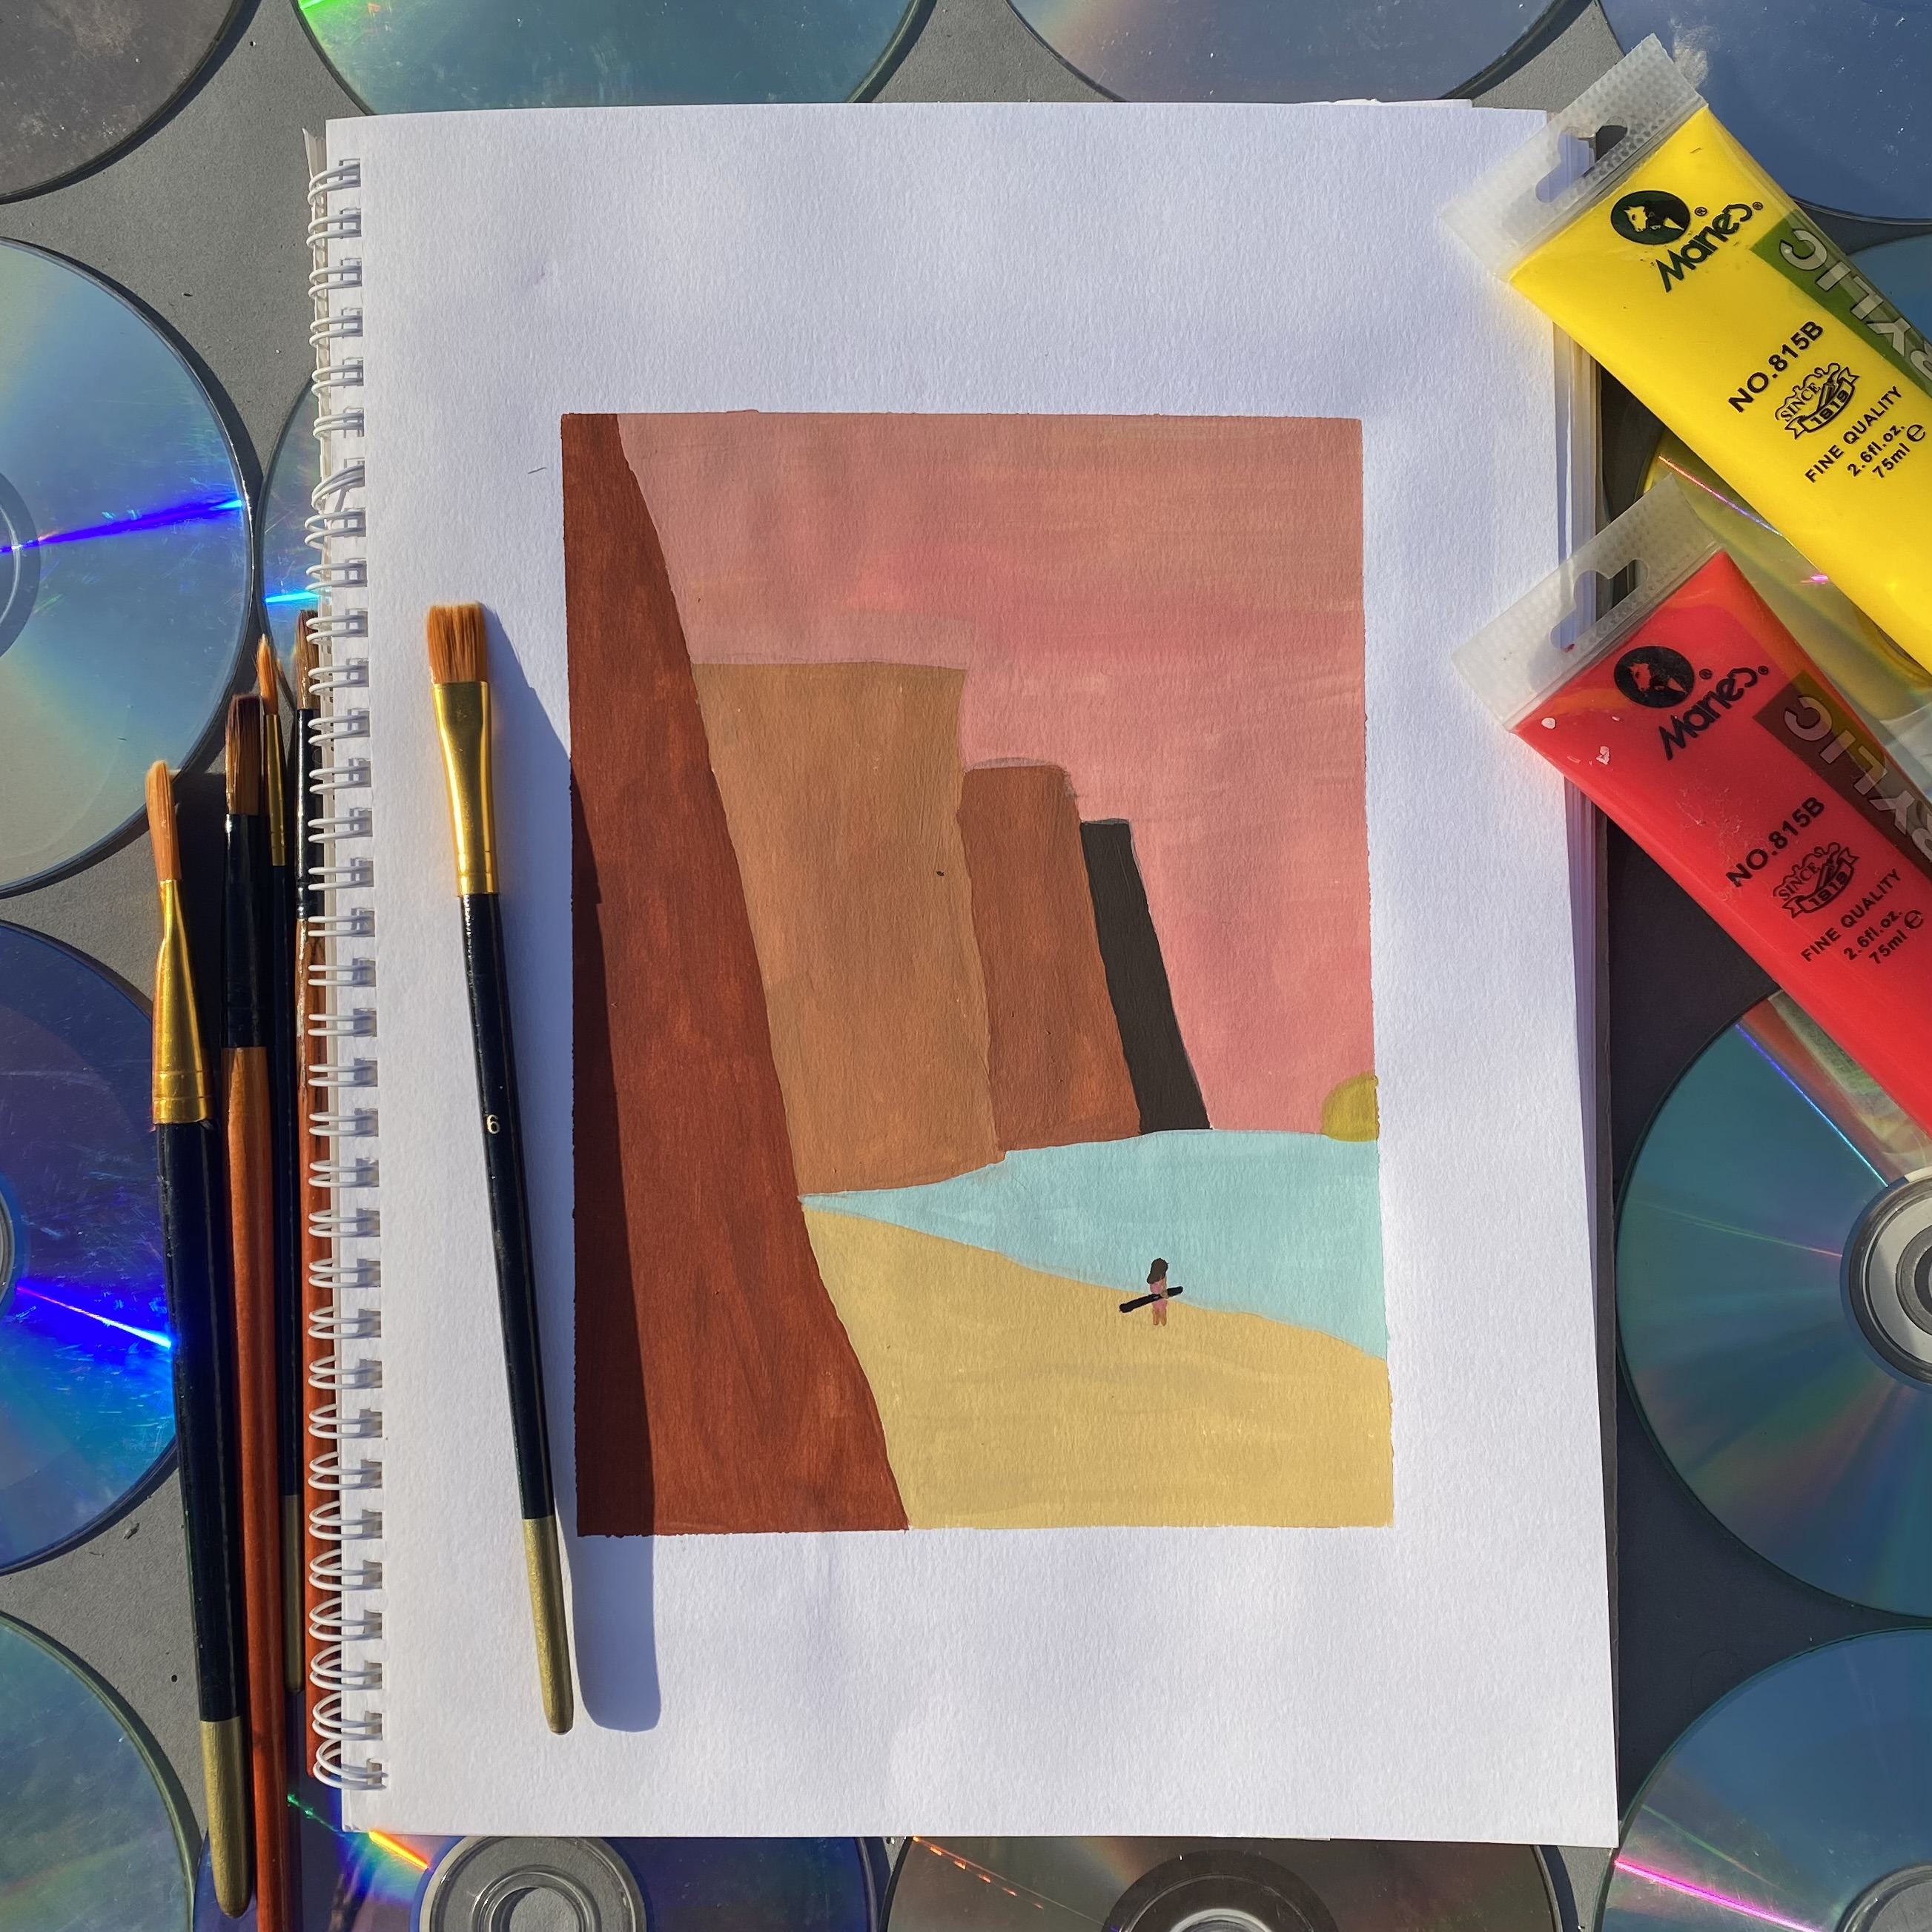 Maries
NO.815B
SINCE
1919
FINE QUALITY
2.6fl.oz.
75ml e
Maries
NO.815B
SINCE
1919
FINE QUALITY
2.6fl.oz.
75ml e
6